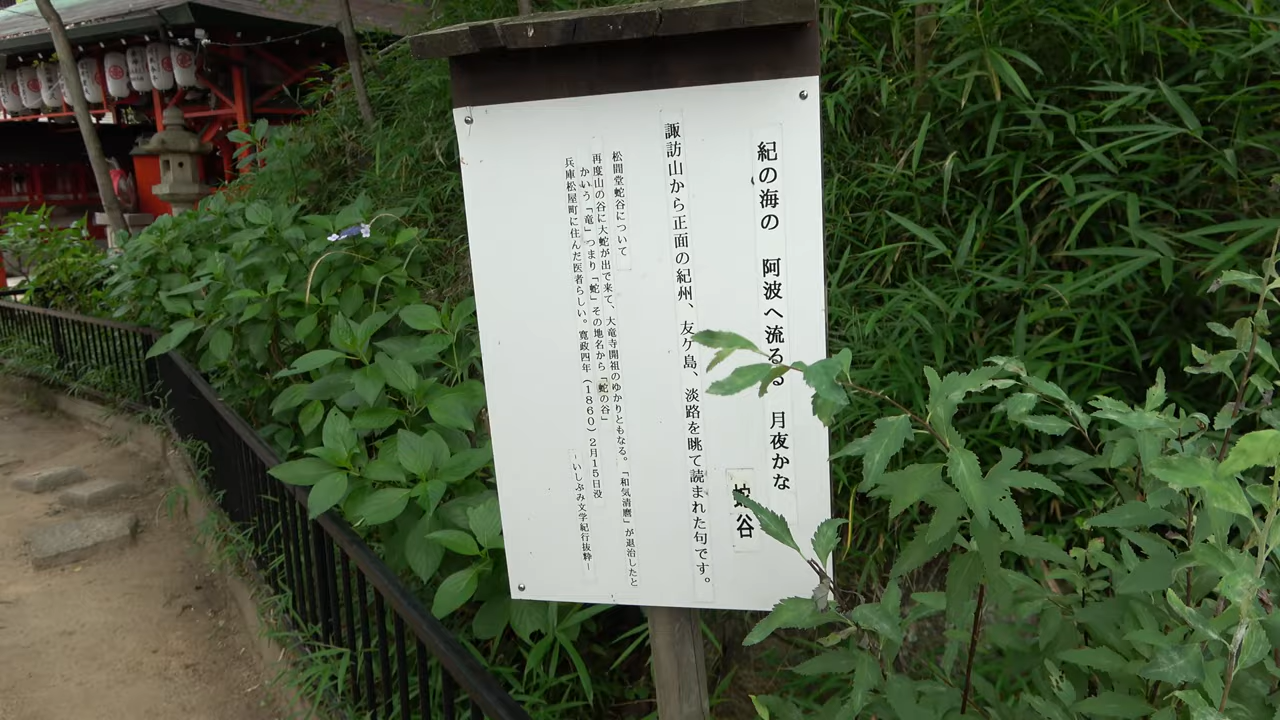 紀の海の　阿波へ流るる　月夜かな
蛇谷
諏訪山から正面の紀州、友ケ島、淡路を眺て読まれた句です。
松間堂蛇谷について
再度山の谷に大蛇が出て来て、大竜寺開祖のゆかりともなる。「和気清麿」が退治したと
かいう「竜」つまり「蛇」その地名から「蛇の谷」
兵庫松屋町に住んだ医者らしい。寛政四年（1860）2月15日没
－いしぶみ文学紀行抜粋－